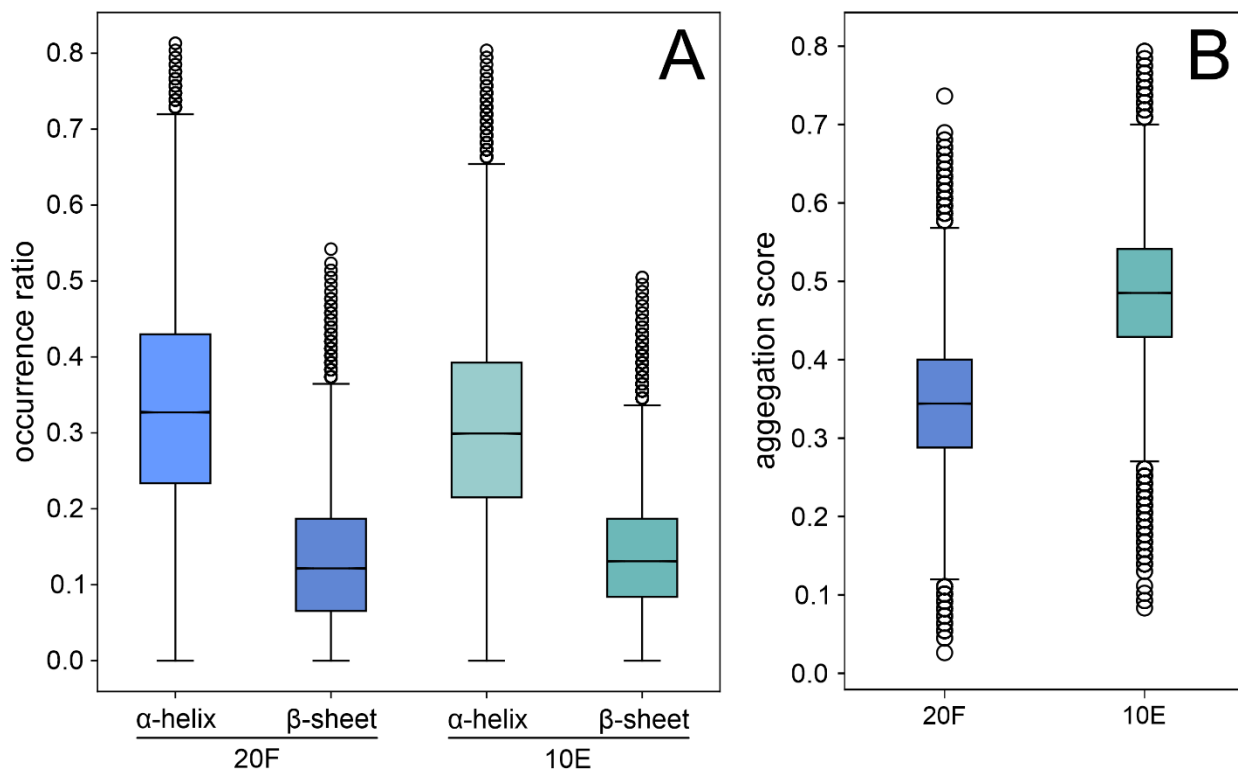 A
occurrence ratio
0.8
0.7
0.6
0.5
0.4
0.3
0.2
0.1
0.0
α-helix β-sheet α-helix β-sheet
20F 10E
B
aggegation score
0.8
0.7
0.6
0.5
0.4
0.3
0.2
0.1
0.0
20F 10E